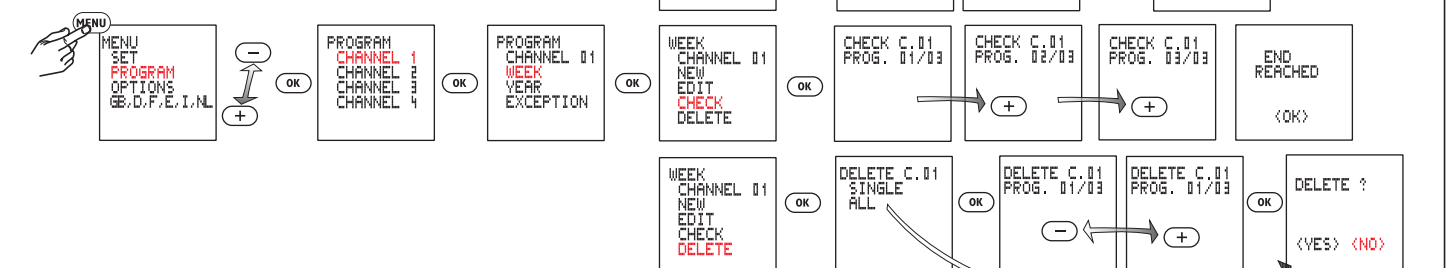 MENU
MENU
SET
PROGRAM
OPTIONS
GB,D,F,E,I,NL
−
+
OK
PROGRAM
CHANNEL 1
CHANNEL 2
CHANNEL 3
CHANNEL 4
OK
PROGRAM
CHANNEL 01
WEEK
YEAR
EXCEPTION
OK
WEEK
CHANNEL 01
NEW
EDIT
CHECK
DELETE
OK
CHECK C.01
PROG. 01/03
+
CHECK C.01
PROG. 02/03
+
CHECK C.01
PROG. 03/03
END
REACHED
<OK>
WEEK
CHANNEL 01
NEW
EDIT
CHECK
DELETE
OK
DELETE C.01
SINGLE
ALL
OK
DELETE C.01
PROG. 01/03
−
DELETE C.01
PROG. 01/03
+
OK
DELETE ?
<YES> <NO>